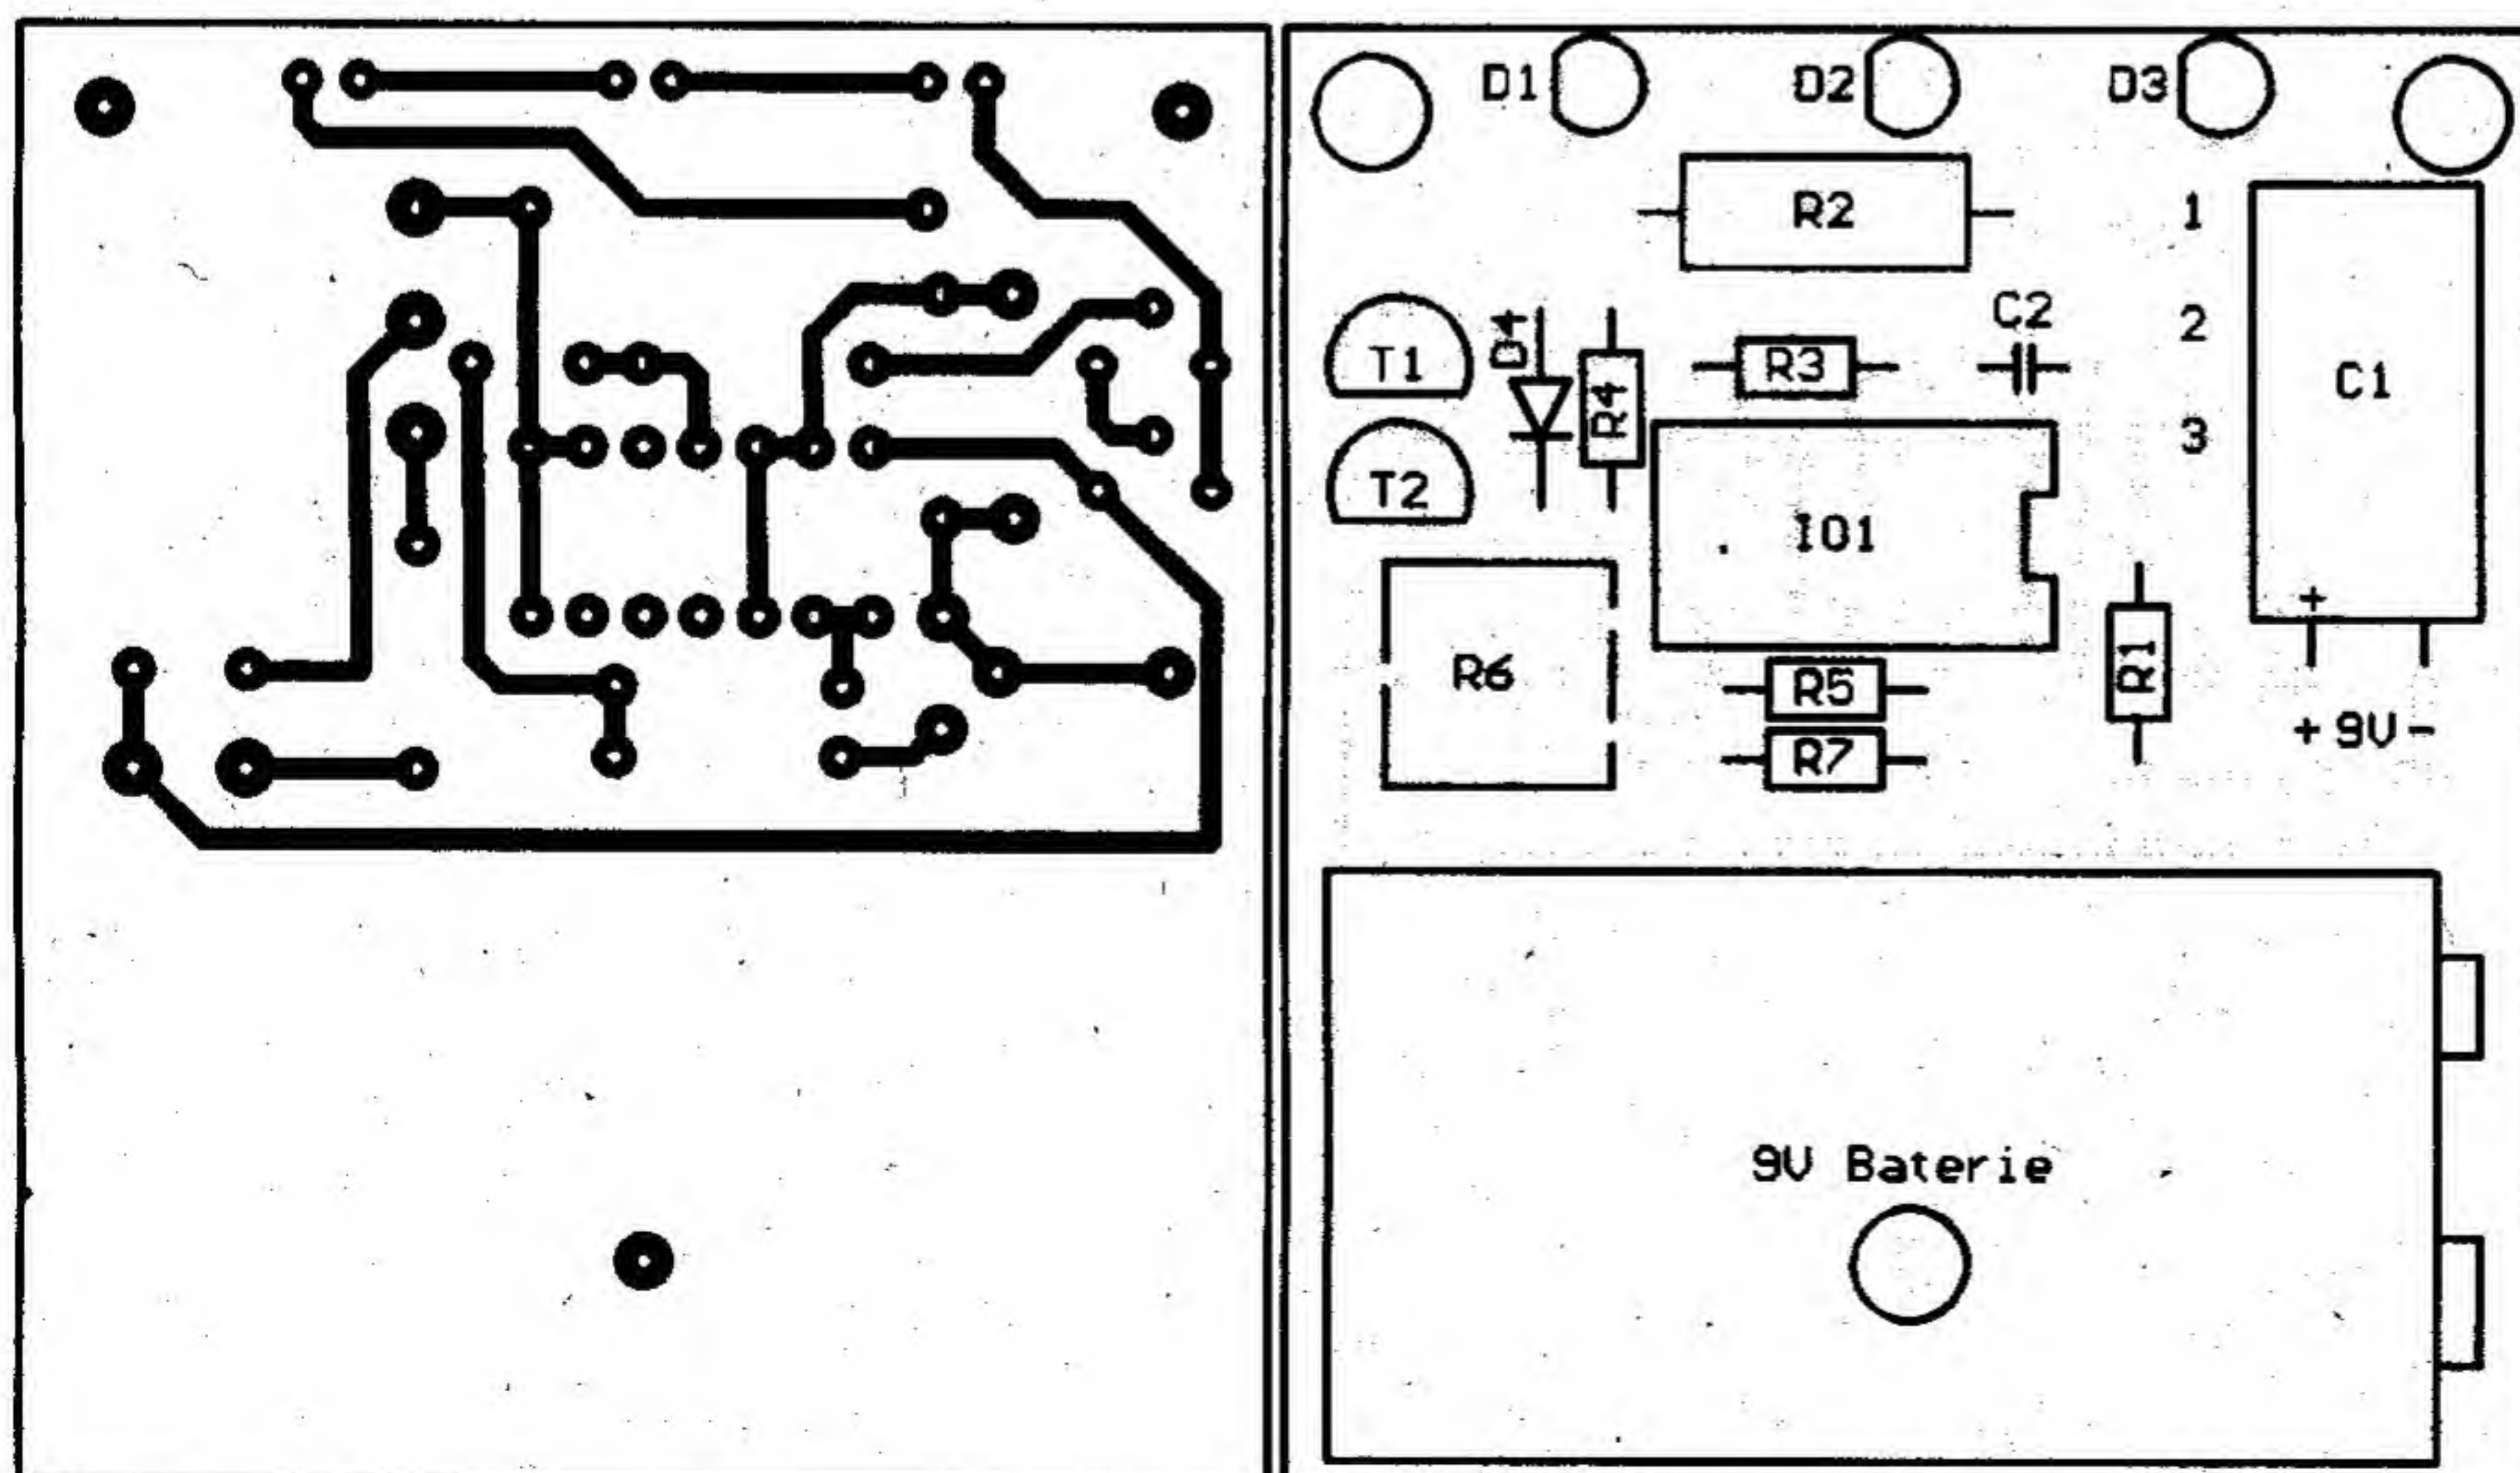 D1 D2 D3
R2 1
C2
D4 2
T1 R3 C1
R4
3
T2
IO1
+
R6 R5 R1
+9V-
R7
9V Baterie